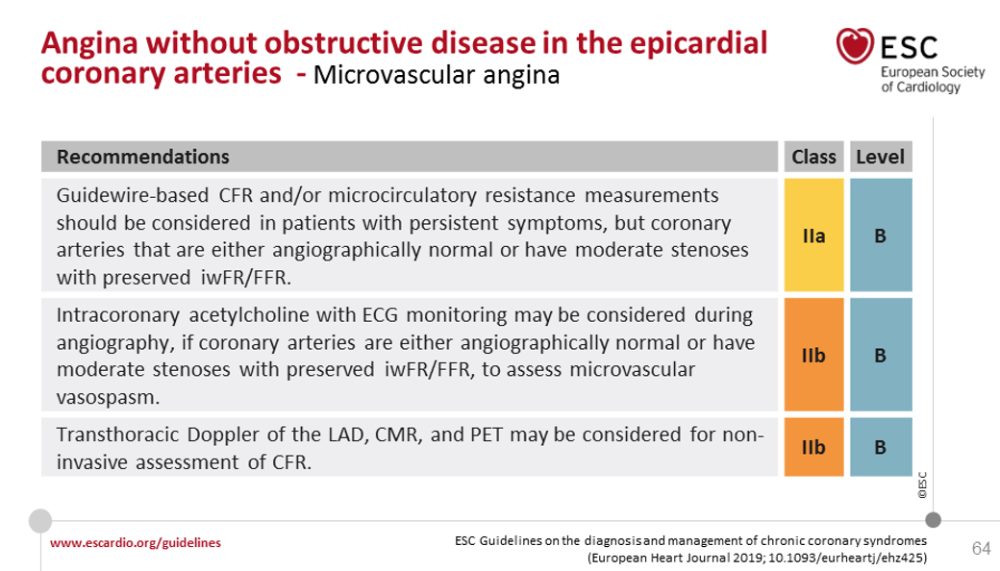 Angina without obstructive disease in the epicardial
coronary arteries - Microvascular angina
ESC
European Society
of Cardiology
Recommendations Class Level
Guidewire-based CFR and/or microcirculatory resistance measurements
should be considered in patients with persistent symptoms, but coronary
arteries that are either angiographically normal or have moderate stenoses
with preserved iwFR/FFR.
IIa B
Intracoronary acetylcholine with ECG monitoring may be considered during
angiography, if coronary arteries are either angiographically normal or have
moderate stenoses with preserved iwFR/FFR, to assess microvascular
vasospasm.
IIb B
Transthoracic Doppler of the LAD, CMR, and PET may be considered for non-
invasive assessment of CFR.
IIb B
©ESC
www.escardio.org/guidelines
ESC Guidelines on the diagnosis and management of chronic coronary syndromes
(European Heart Journal 2019; 10.1093/eurheartj/ehz425)
64